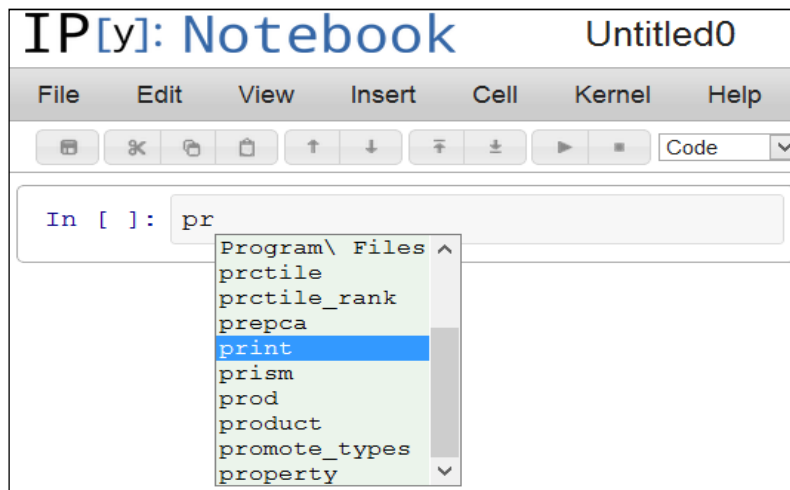 IP[y]: Notebook Untitled0
File Edit View Insert Cell Kernel Help
Code
In [ ]: pr
Program\ Files
prctile
prctile_rank
prepca
print
prism
prod
product
promote_types
property